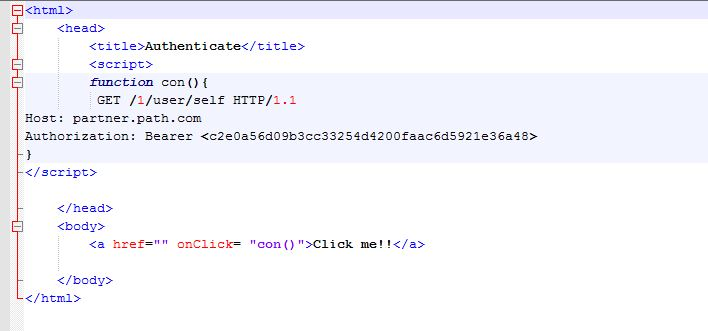 <html>
<head>
<title>Authenticate</title>
<script>
function con(){
GET /1/user/self HTTP/1.1
Host: partner.path.com
Authorization: Bearer <c2e0a56d09b3cc33254d4200faac6d5921e36a48>
}
</script>
</head>
<body>
<a href="" onClick= "con()">Click me!!</a>
</body>
</html>